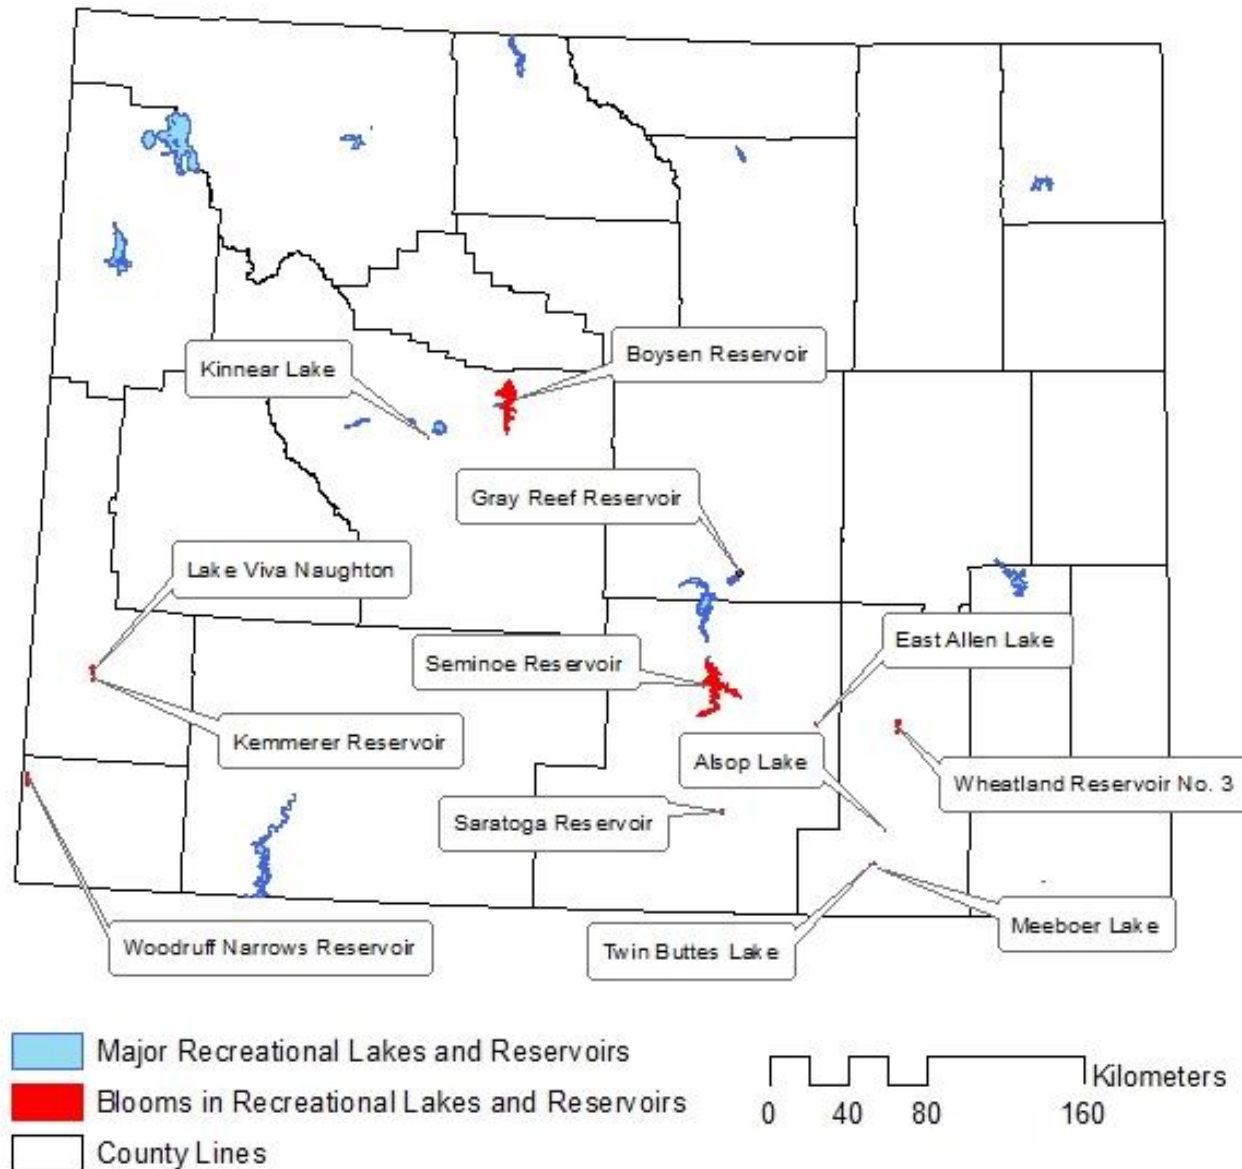 Boysen Reservoir
Kinnear Lake
Gray Reef Reservoir
Lake Viva Naughton
East Allen Lake
Seminoe Reservoir
Kemmerer Reservoir
Alsop Lake
Wheatland Reservoir No. 3
Saratoga Reservoir
Meeboer Lake
Woodruff Narrows Reservoir
Twin Buttes Lake
Major Recreational Lakes and Reservoirs
Blooms in Recreational Lakes and Reservoirs
County Lines
Kilometers
0 40 80 160